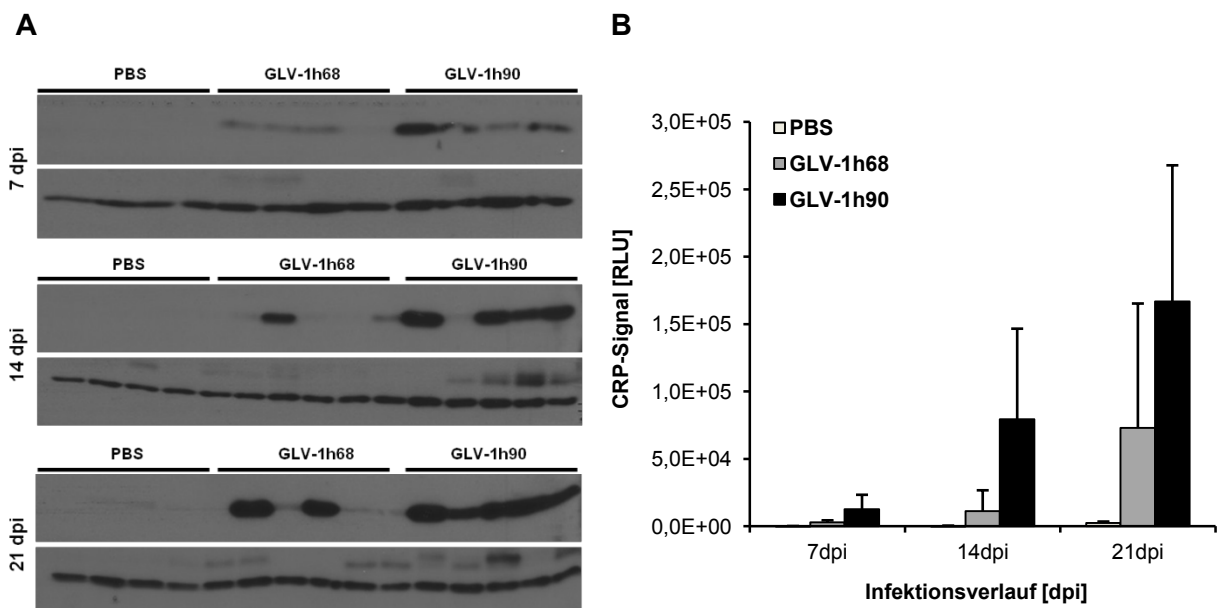 A
PBS GLV-1h68 GLV-1h90
7 dpi
PBS GLV-1h68 GLV-1h90
14 dpi
PBS GLV-1h68 GLV-1h90
21 dpi
B
CRP-Signal [RLU]
3,0E+05
2,5E+05
2,0E+05
1,5E+05
1,0E+05
5,0E+04
0,0E+00
PBS
GLV-1h68
GLV-1h90
7dpi 14dpi 21dpi
Infektionsverlauf [dpi]